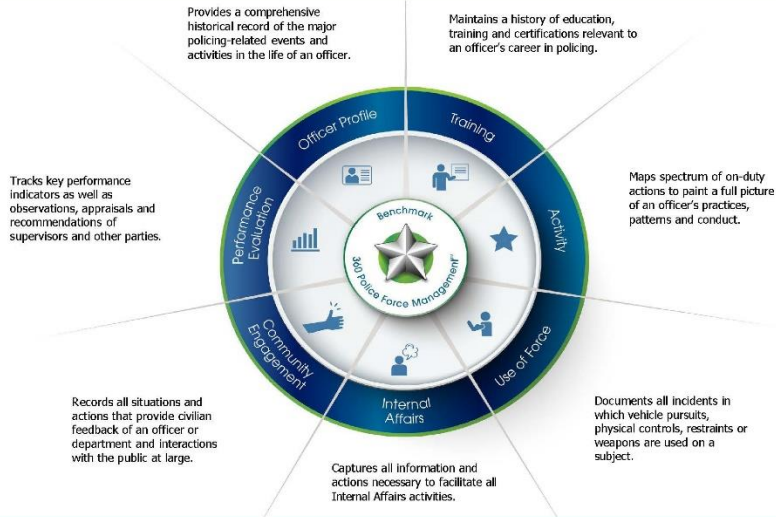 Provides a comprehensive
historical record of the major
policing-related events and
activities in the life of an officer.
Maintains a history of education,
training and certifications relevant to
an officer's career in policing.
Officer Profile
Training
Tracks key performance
indicators as well as
observations, appraisals and
recommendations of
supervisors and other parties.
Performance
Evaluation
Benchmark
360 Police Force Management™
Activity
Maps spectrum of on-duty
actions to paint a full picture
of an officer's practices,
patterns and conduct.
Community
Engagement
Internal
Affairs
Use of Force
Records all situations and
actions that provide civilian
feedback of an officer or
department and interactions
with the public at large.
Captures all information and
actions necessary to facilitate all
Internal Affairs activities.
Documents all incidents in
which vehicle pursuits,
physical controls, restraints or
weapons are used on a
subject.